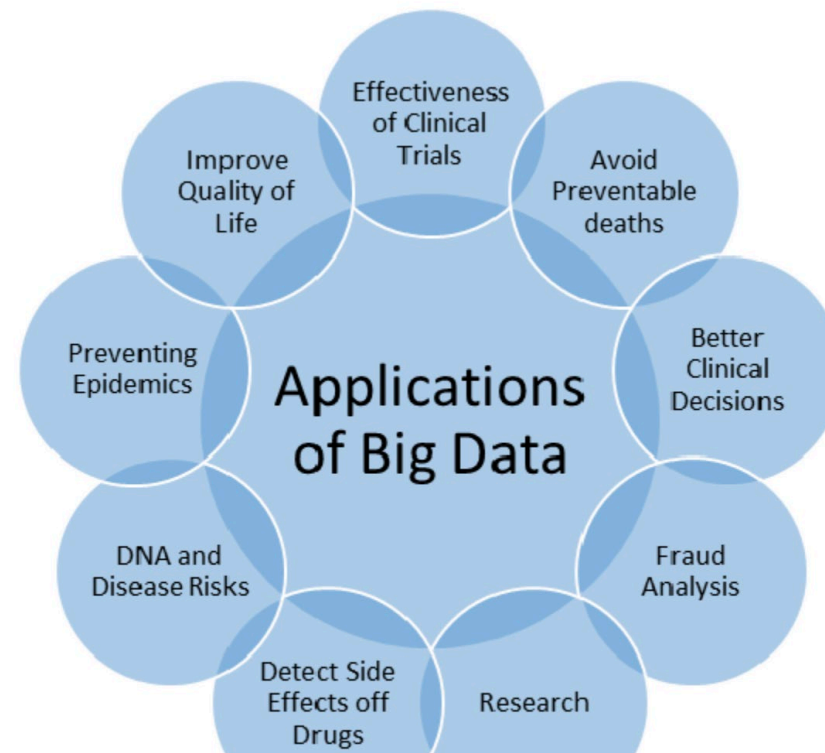 Effectiveness
of Clinical
Trials
Avoid
Preventable
deaths
Better
Clinical
Decisions
Fraud
Analysis
Research
Detect Side
Effects off
Drugs
DNA and
Disease Risks
Preventing
Epidemics
Improve
Quality of
Life
Applications
of Big Data